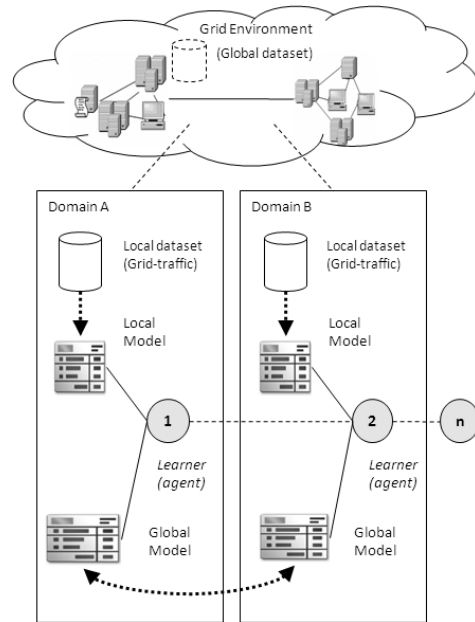 Grid Environment
(Global dataset)
Domain A
Local dataset
(Grid-traffic)
Local
Model
1
Learner
(agent)
Global
Model
Domain B
Local dataset
(Grid-traffic)
Local
Model
2
n
Learner
(agent)
Global
Model